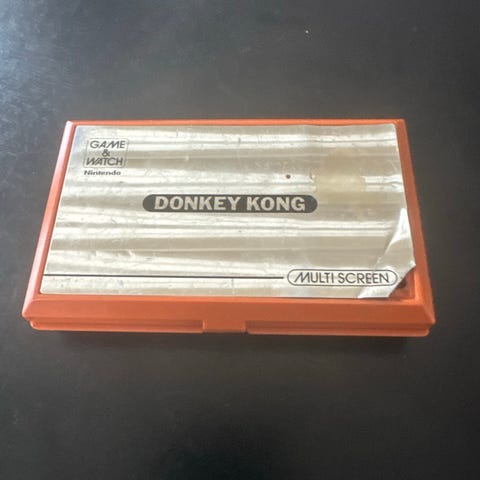 GAME
&
WATCH
Nintendo
DONKEY KONG
MULTI SCREEN